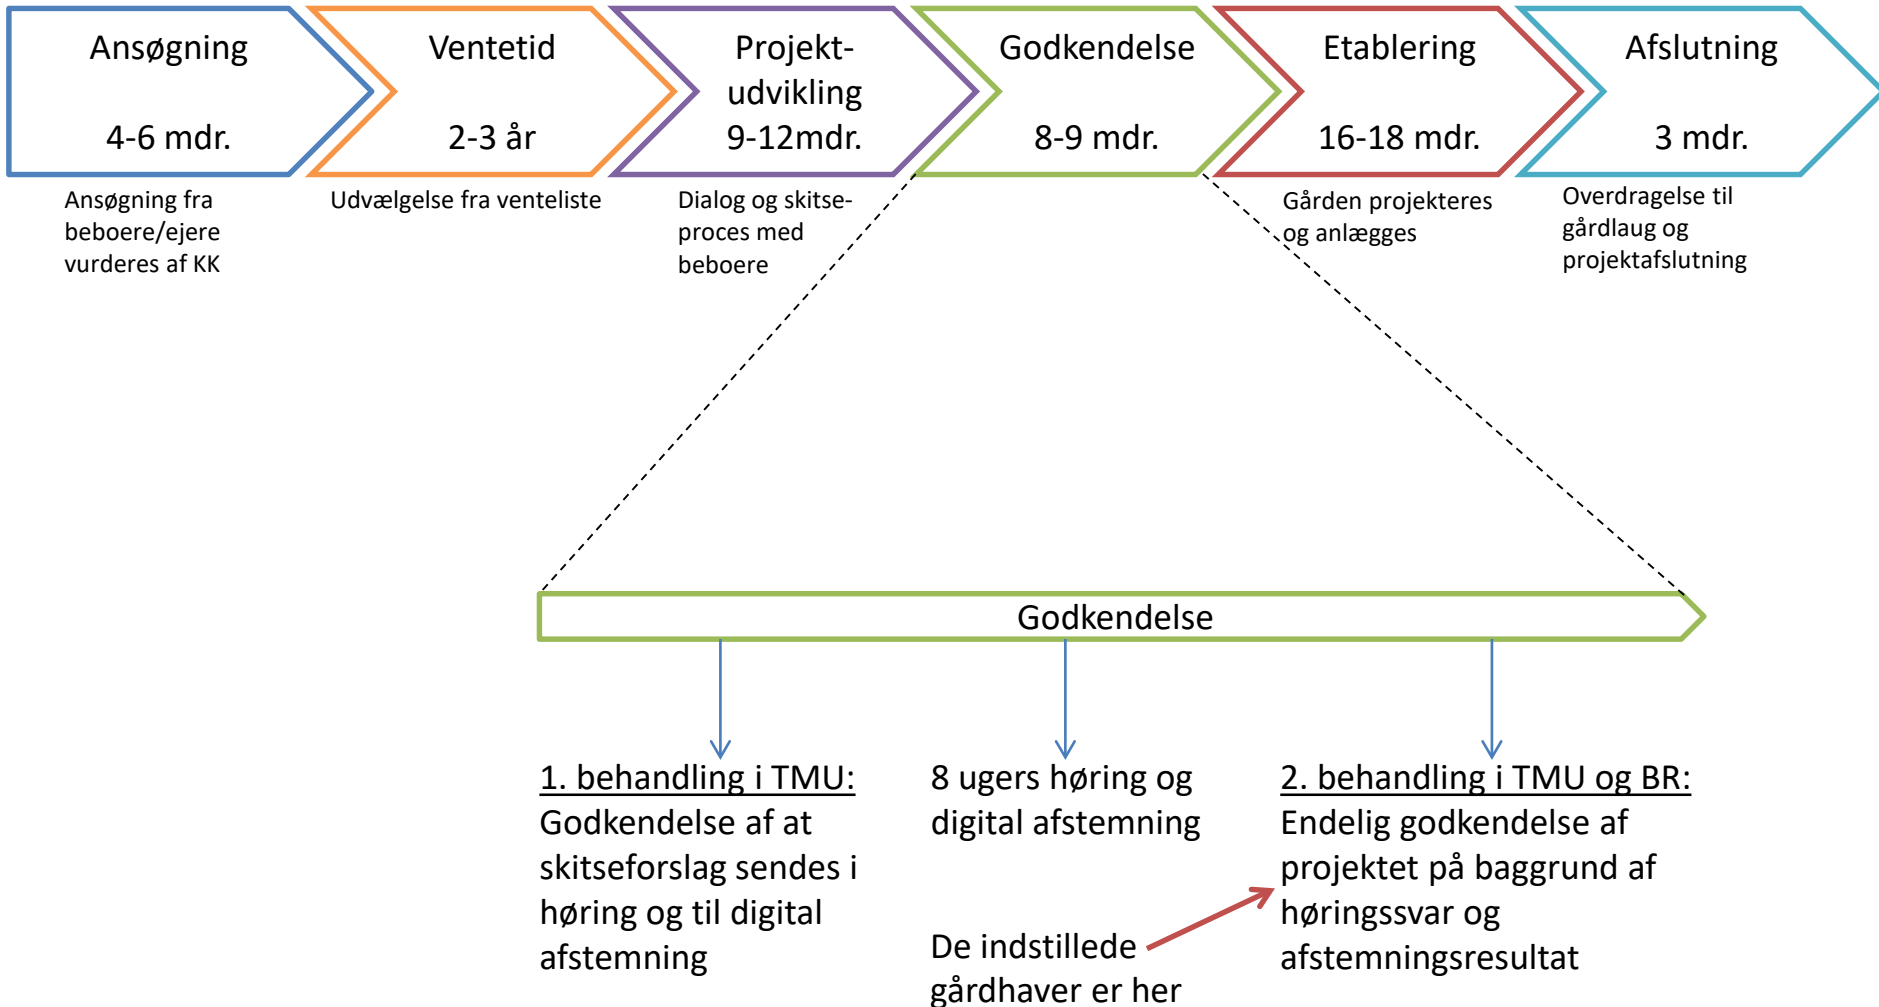 Ansøgning
4-6 mdr.
Ventetid
2-3 år
Projekt-
udvikling
9-12mdr.
Godkendelse
8-9 mdr.
Etablering
16-18 mdr.
Afslutning
3 mdr.
Ansøgning fra
beboere/ejere
vurderes af KK
Udvælgelse fra venteliste
Dialog og skitse-
proces med
beboere
Gården projekteres
og anlægges
Overdragelse til
gårdlaug og
projektafslutning
Godkendelse
1. behandling i TMU:
Godkendelse af at
skitseforslag sendes i
høring og til digital
afstemning
8 ugers høring og
digital afstemning
De indstillede
gårdhaver er her
2. behandling i TMU og BR:
Endelig godkendelse af
projektet på baggrund af
høringssvar og
afstemningsresultat